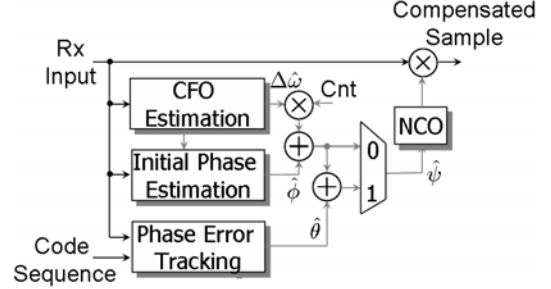 Compensated
Sample
Rx
Input
CFO
Estimation
Δω̂
Cnt
NCO
Initial Phase
Estimation
ϕ̂
0
1
ψ̂
Phase Error
Tracking
θ̂
Code
Sequence